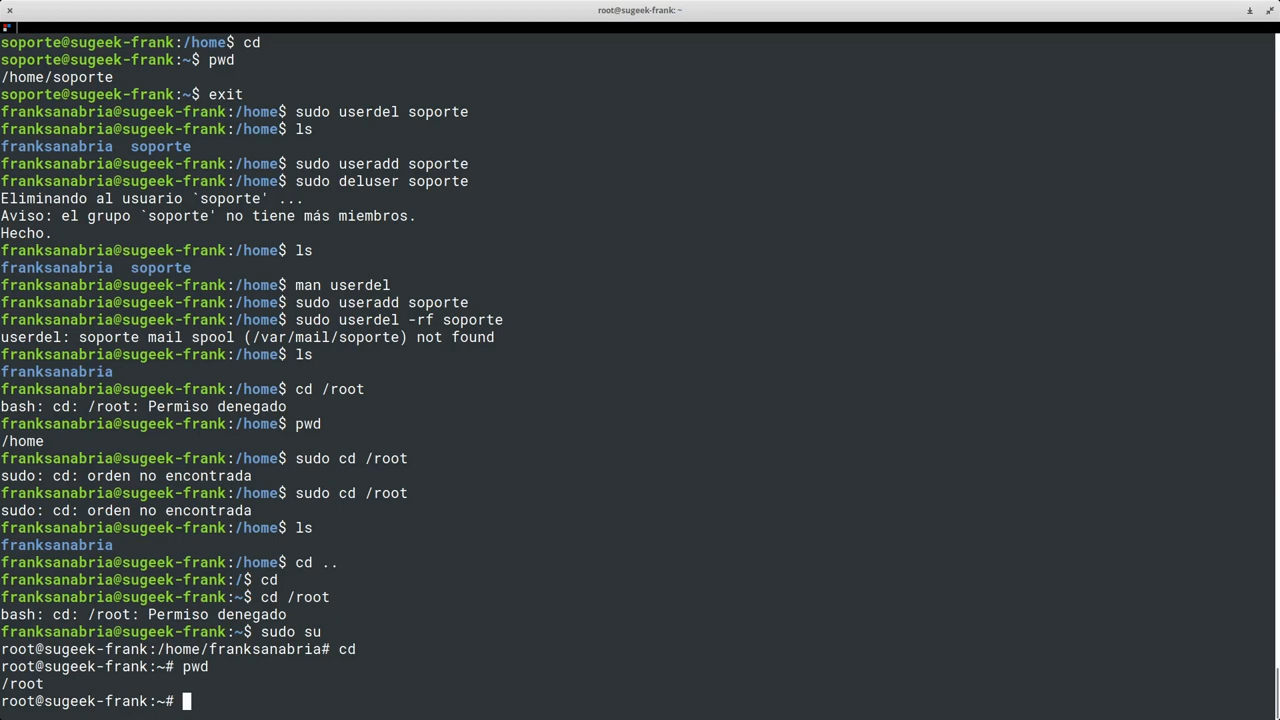 root@sugeek-frank: ~
soporte@sugeek-frank:/home$ cd
soporte@sugeek-frank:~$ pwd
/home/soporte
soporte@sugeek-frank:~$ exit
franksanabria@sugeek-frank:/home$ sudo userdel soporte
franksanabria@sugeek-frank:/home$ ls
franksanabria  soporte
franksanabria@sugeek-frank:/home$ sudo useradd soporte
franksanabria@sugeek-frank:/home$ sudo deluser soporte
Eliminando al usuario `soporte' ...
Aviso: el grupo `soporte' no tiene más miembros.
Hecho.
franksanabria@sugeek-frank:/home$ ls
franksanabria  soporte
franksanabria@sugeek-frank:/home$ man userdel
franksanabria@sugeek-frank:/home$ sudo useradd soporte
franksanabria@sugeek-frank:/home$ sudo userdel -rf soporte
userdel: soporte mail spool (/var/mail/soporte) not found
franksanabria@sugeek-frank:/home$ ls
franksanabria
franksanabria@sugeek-frank:/home$ cd /root
bash: cd: /root: Permiso denegado
franksanabria@sugeek-frank:/home$ pwd
/home
franksanabria@sugeek-frank:/home$ sudo cd /root
sudo: cd: orden no encontrada
franksanabria@sugeek-frank:/home$ sudo cd /root
sudo: cd: orden no encontrada
franksanabria@sugeek-frank:/home$ ls
franksanabria
franksanabria@sugeek-frank:/home$ cd ..
franksanabria@sugeek-frank:/$ cd
franksanabria@sugeek-frank:~$ cd /root
bash: cd: /root: Permiso denegado
franksanabria@sugeek-frank:~$ sudo su
root@sugeek-frank:/home/franksanabria# cd
root@sugeek-frank:~# pwd
/root
root@sugeek-frank:~#